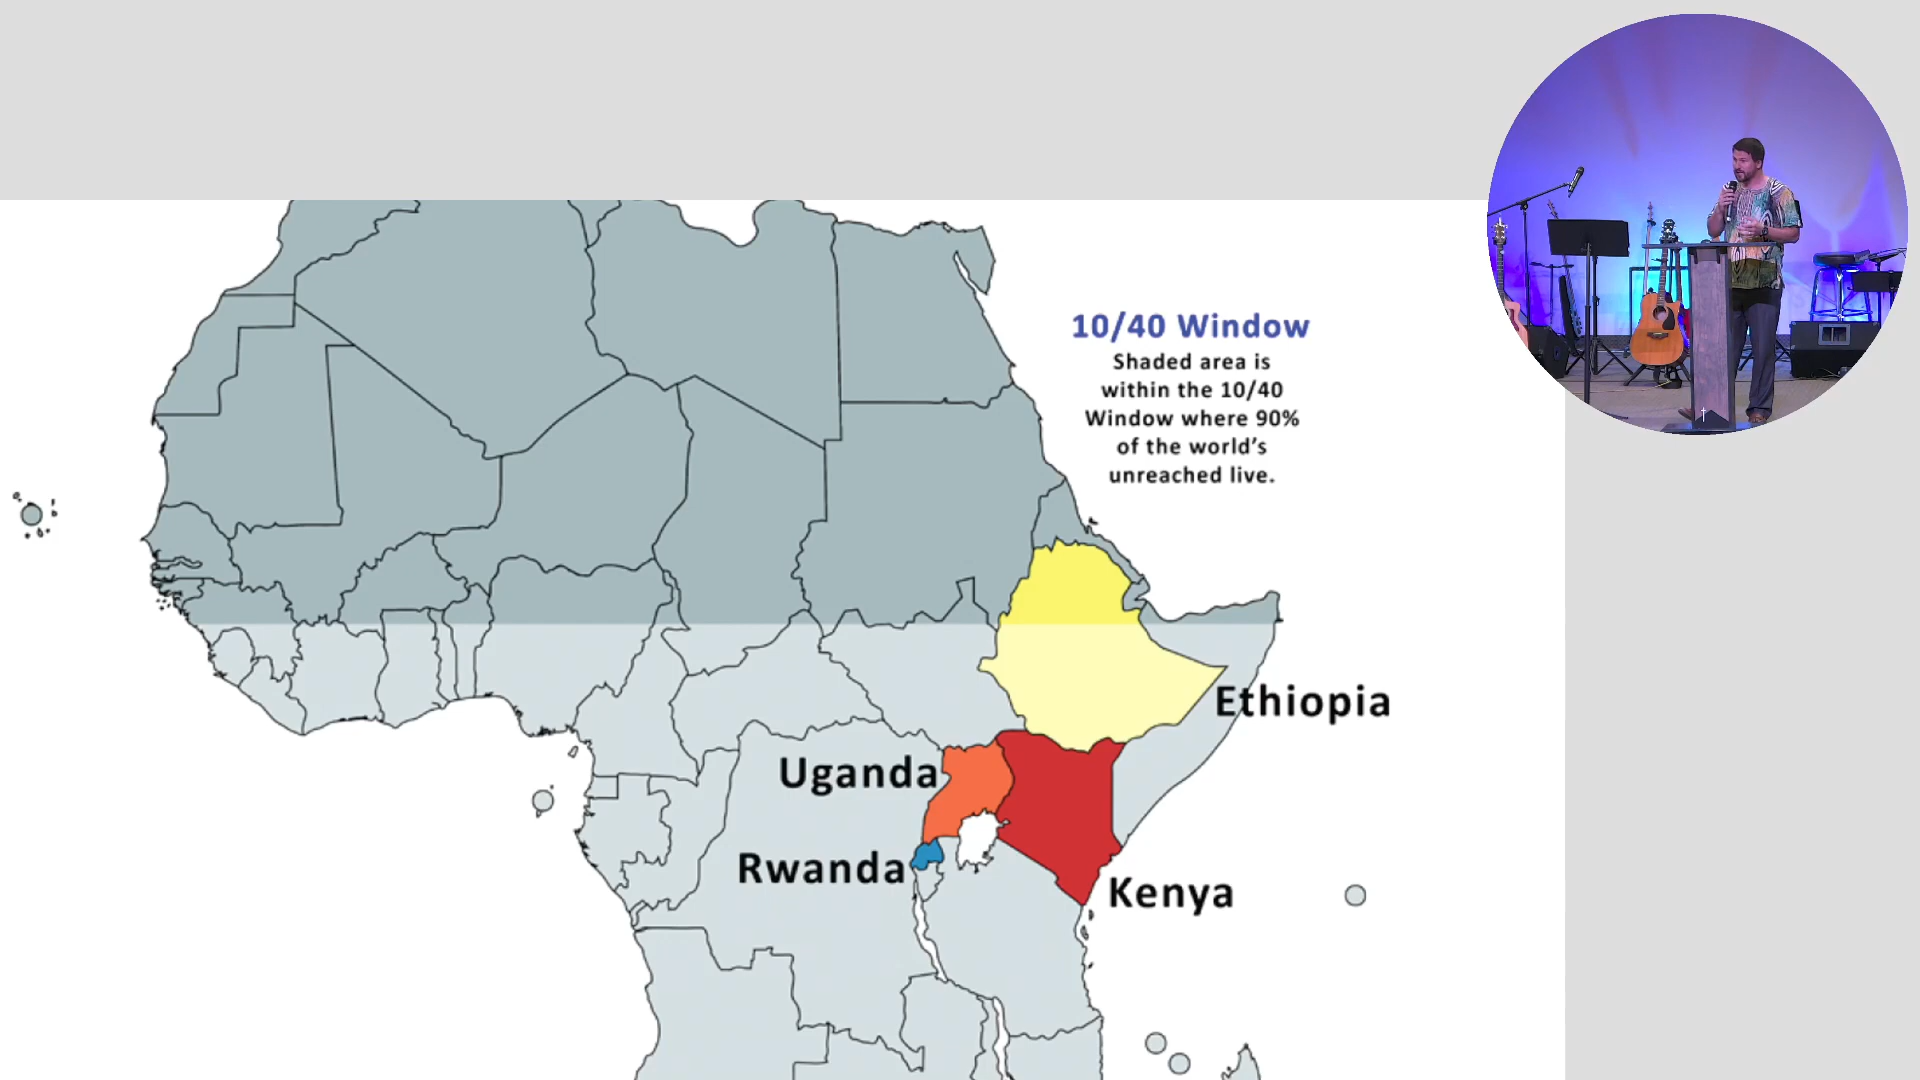 10/40 Window
Shaded area is
within the 10/40
Window where 90%
of the world's
unreached live.
Ethiopia
Uganda
Rwanda
Kenya